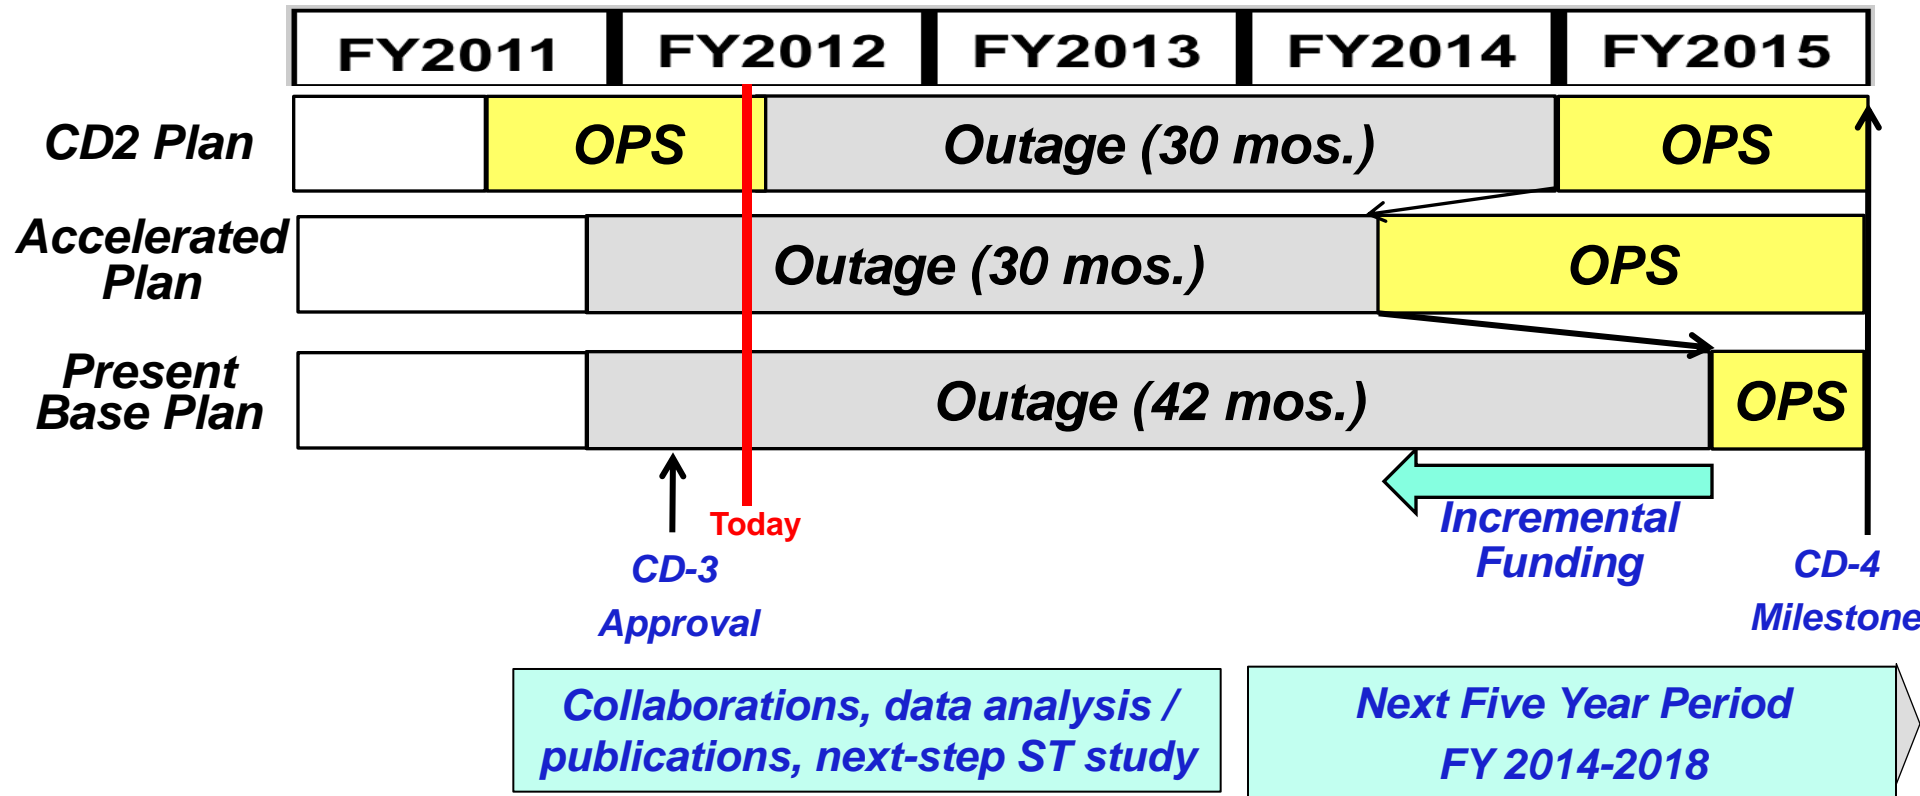 FY2011 FY2012 FY2013 FY2014 FY2015
CD2 Plan OPS Outage (30 mos.) OPS
Accelerated
Plan
Outage (30 mos.) OPS
Present
Base Plan
Outage (42 mos.) OPS
Today
CD-3
Approval
Incremental
Funding
CD-4
Milestone
Collaborations, data analysis /
publications, next-step ST study
Next Five Year Period
FY 2014-2018